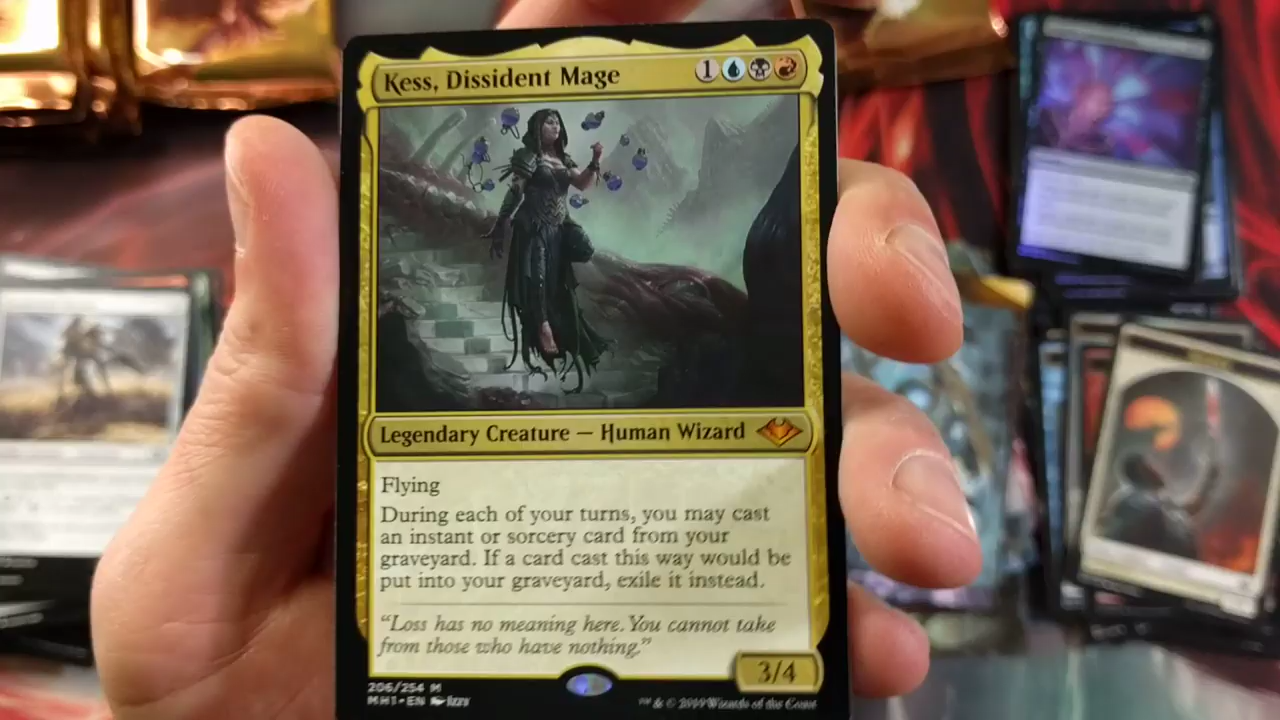 Kess, Dissident Mage 1
Legendary Creature — Human Wizard
Flying
During each of your turns, you may cast
an instant or sorcery card from your
graveyard. If a card cast this way would be
put into your graveyard, exile it instead.
“Loss has no meaning here. You cannot take
from those who have nothing.”
3/4
206/254 M
MH1 • EN Izzy
™ & © 2019 Wizards of the Coast